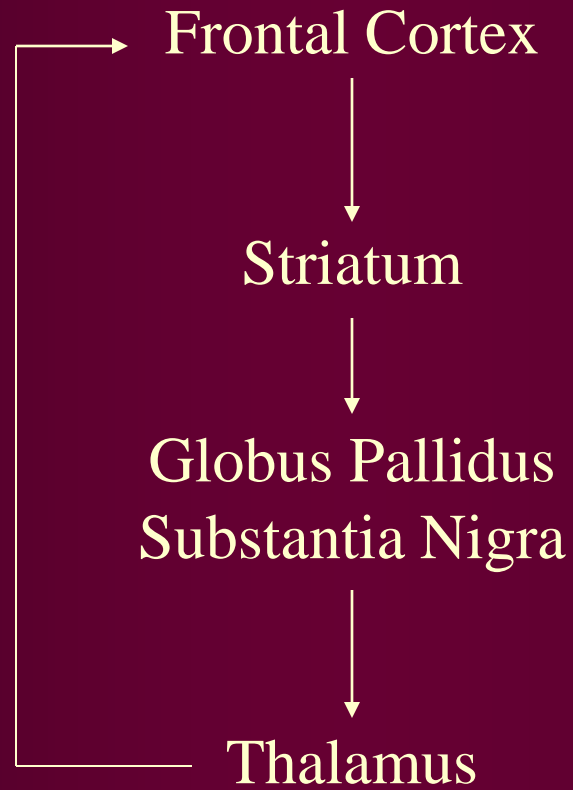 Frontal Cortex
Striatum
Globus Pallidus
Substantia Nigra
Thalamus